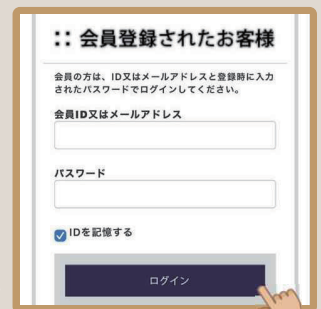 :: 会員登録されたお客様
会員の方は、ID又はメールアドレスと登録時に入力
されたパスワードでログインしてください。
会員ID又はメールアドレス
パスワード
IDを記憶する
ログイン